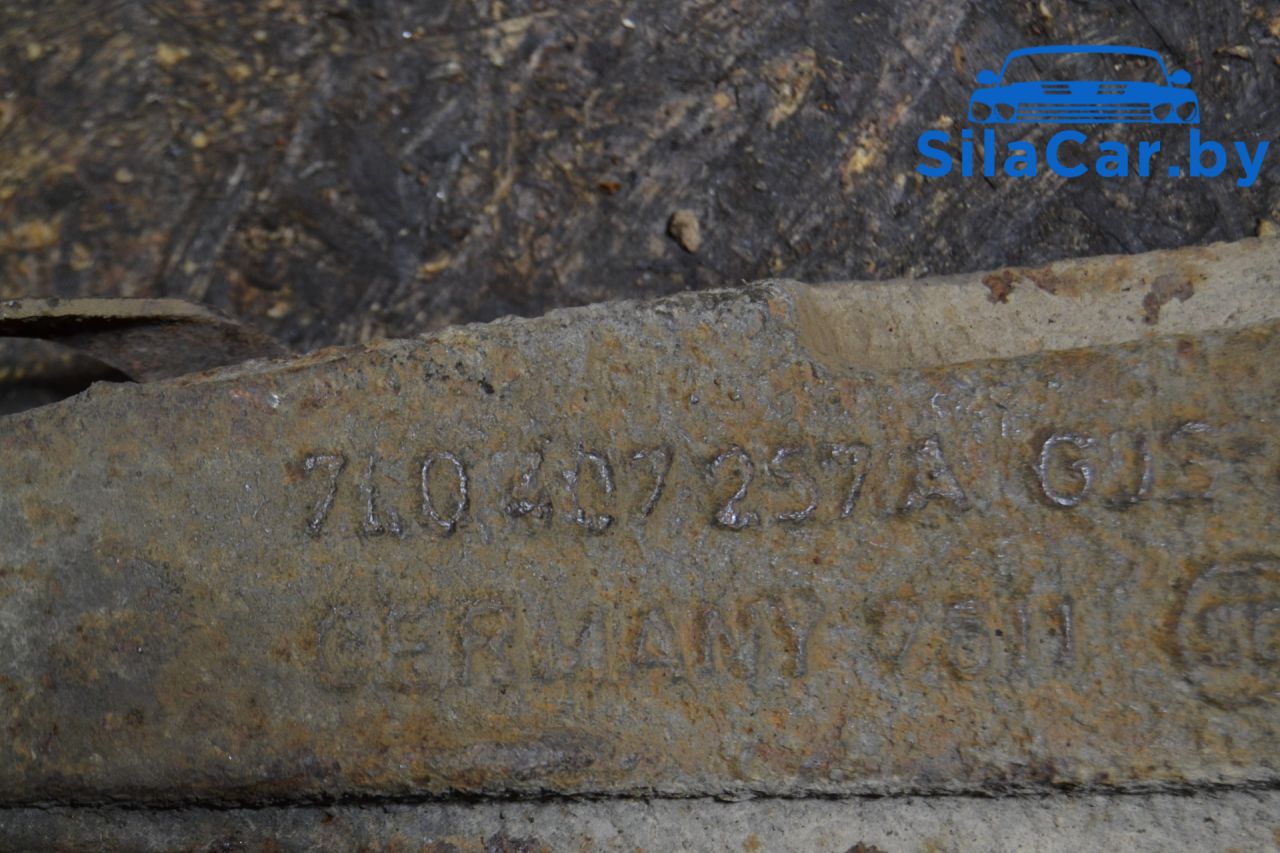 SilaCar.by
7L0 407 257 A GJS
GERMANY